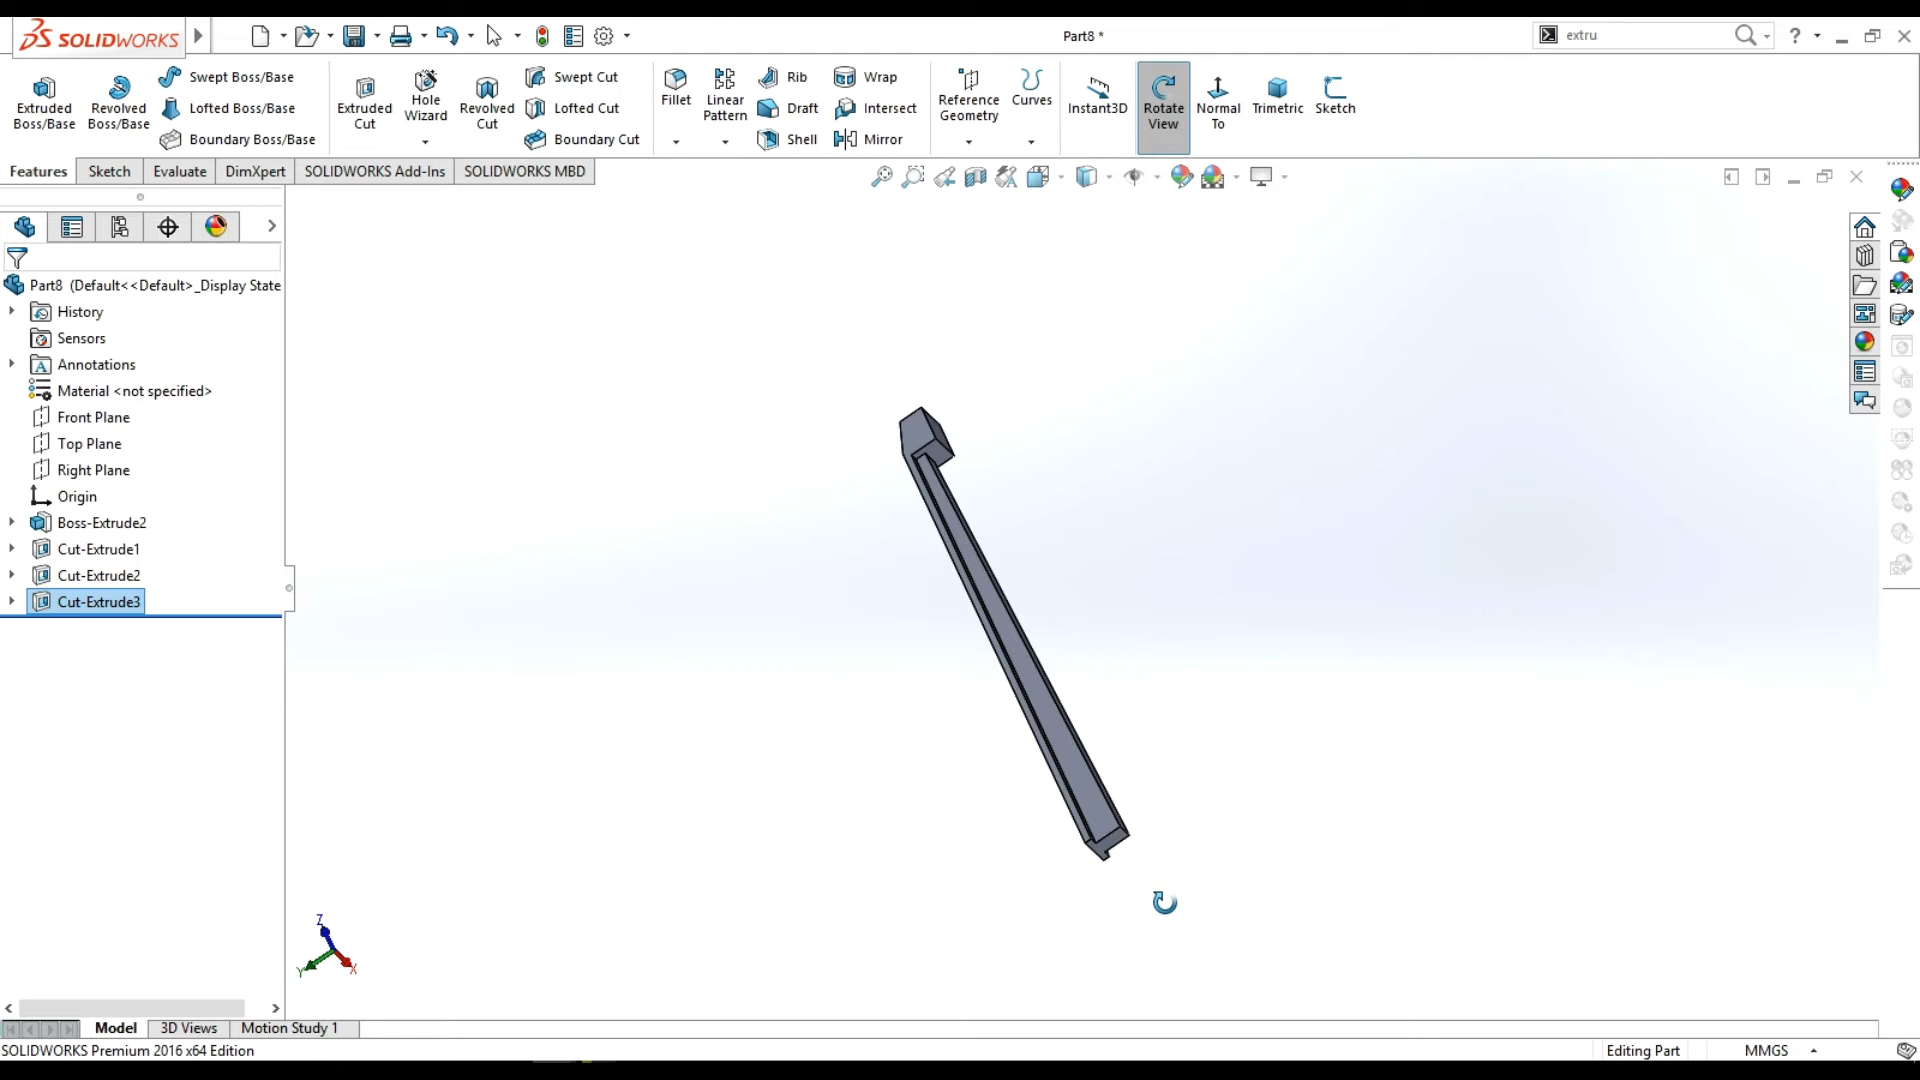 SOLIDWORKS
Part8 *
extru
Extruded Boss/Base
Revolved Boss/Base
Swept Boss/Base
Lofted Boss/Base
Boundary Boss/Base
Extruded Cut
Hole Wizard
Revolved Cut
Swept Cut
Lofted Cut
Boundary Cut
Fillet
Linear Pattern
Rib
Draft
Shell
Wrap
Intersect
Mirror
Reference Geometry
Curves
Instant3D
Rotate View
Normal To
Trimetric
Sketch
Features
Sketch
Evaluate
DimXpert
SOLIDWORKS Add-Ins
SOLIDWORKS MBD
Part8 (Default<<Default>_Display State
History
Sensors
Annotations
Material <not specified>
Front Plane
Top Plane
Right Plane
Origin
Boss-Extrude2
Cut-Extrude1
Cut-Extrude2
Cut-Extrude3
Z
Y
X
Model
3D Views
Motion Study 1
SOLIDWORKS Premium 2016 x64 Edition
Editing Part
MMGS